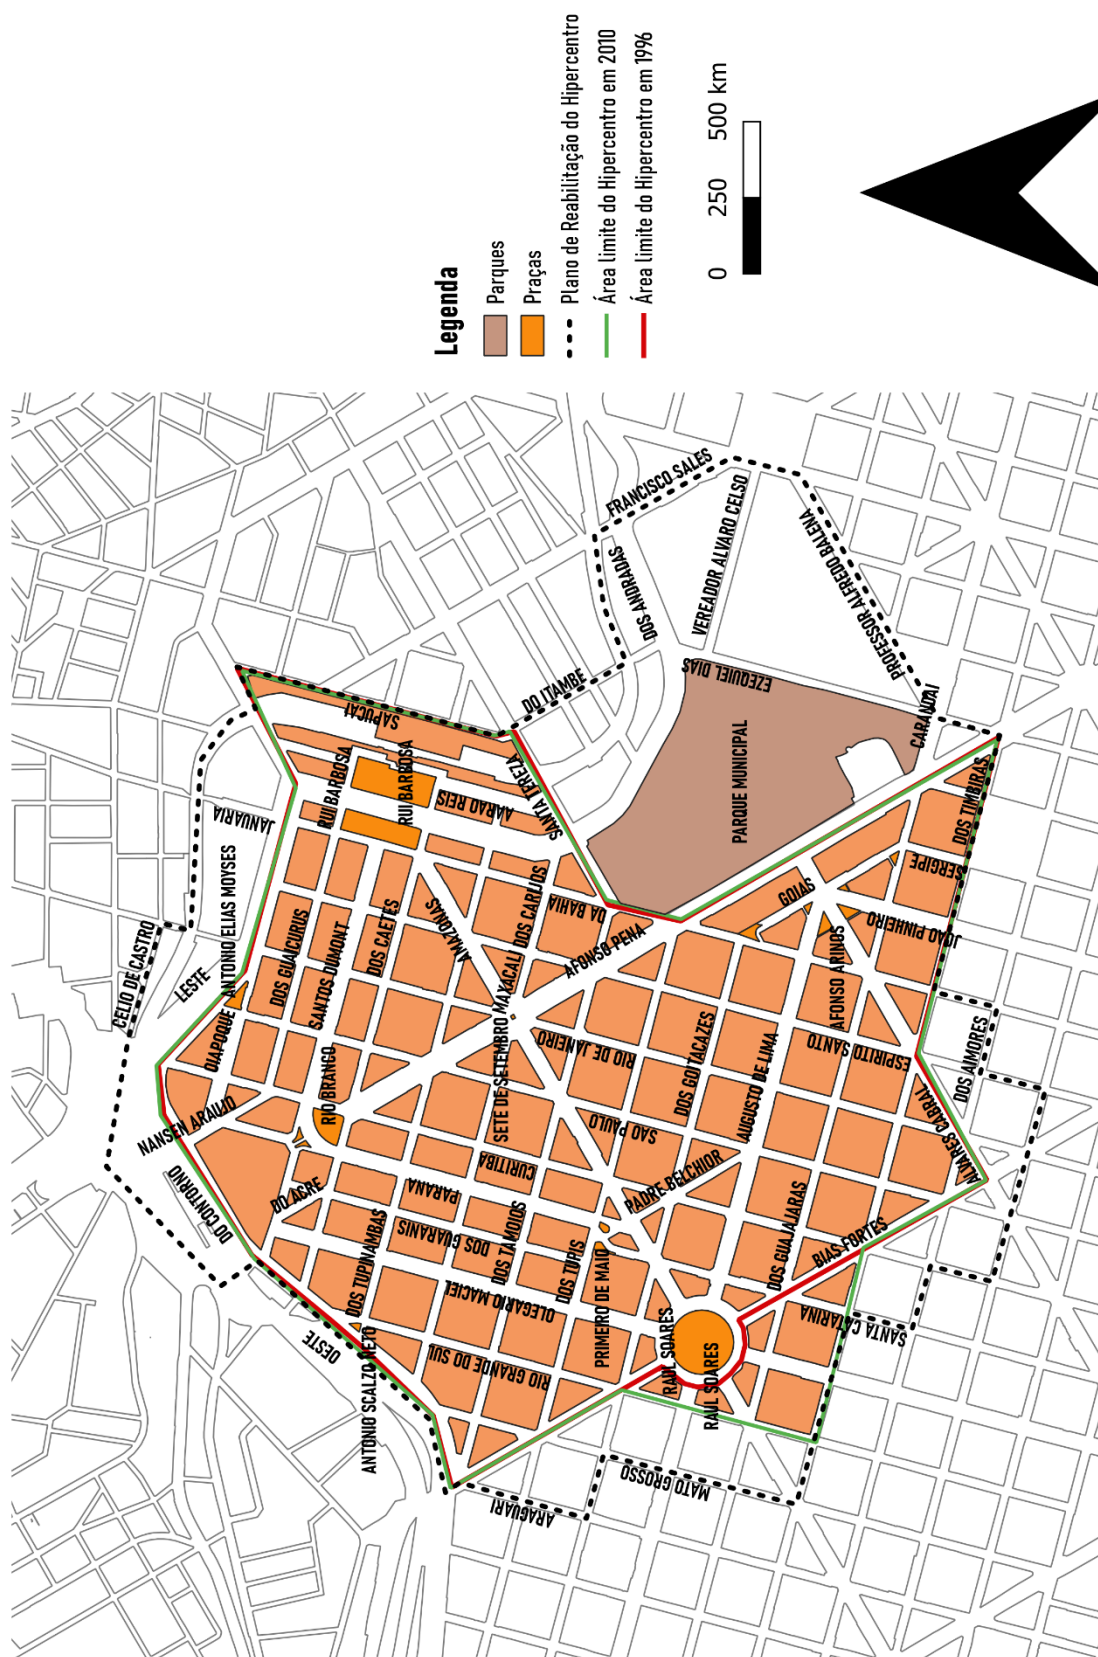 Legenda
Parques
Praças
Plano de Reabilitação do Hipercentro
Área limite do Hipercentro em 2010
Área limite do Hipercentro em 1996
0 250 500 km
CELIO DE CASTRO
LESTE
ANTONIO ELIAS MOYSES
JANUARIA
OIAPOQUE
NANSEN ARAUJO
DO CONTORNO
DOS GUAICURUS
SANTOS DUMONT
DOS CAETES
RUI BARBOSA
RUI BARBOSA
SAPUCAI
AARAO REIS
SANTA TEREZA
DO ITAMBE
FRANCISCO SALES
DOS ANDRADAS
VEREADOR ALVARO CELSO
PROFESSOR ALFREDO BALENA
EZEQUIEL DIAS
CARANDAI
PARQUE MUNICIPAL
RIO BRANCO
DO ACRE
AMAZONAS
DOS CARIJOS
MAXACALI
SETE DE SETEMBRO
DA BAHIA
AFONSO PENA
GOIAS
DOS TIMBIRAS
SERGIPE
JOAO PINHEIRO
AFONSO ARINOS
ESPIRITO SANTO
RIO DE JANEIRO
DOS GOITACAZES
AUGUSTO DE LIMA
SAO PAULO
CURITIBA
PARANA
DOS GUARANIS
DOS TUPINAMBAS
DOS TAMOIOS
OLEGARIO MACIEL
DOS TUPIS
PRIMEIRO DE MAIO
PADRE BELCHIOR
DOS GUAJAJARAS
BIAS FORTES
ALVARES CABRAL
DOS AIMORES
SANTA CATARINA
RAUL SOARES
RAUL SOARES
RIO GRANDE DO SUL
ANTONIO SCALZO NETO
OESTE
ARAGUARI
MATO GROSSO